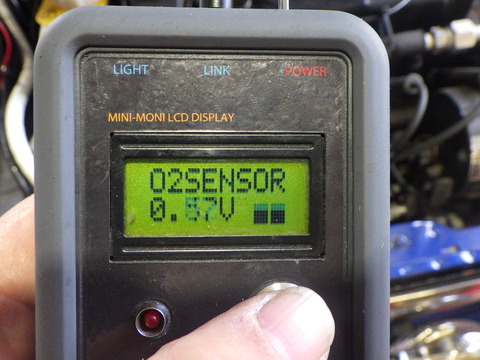 LIGHT LINK POWER
MINI-MONI LCD DISPLAY
O2SENSOR
0.57V